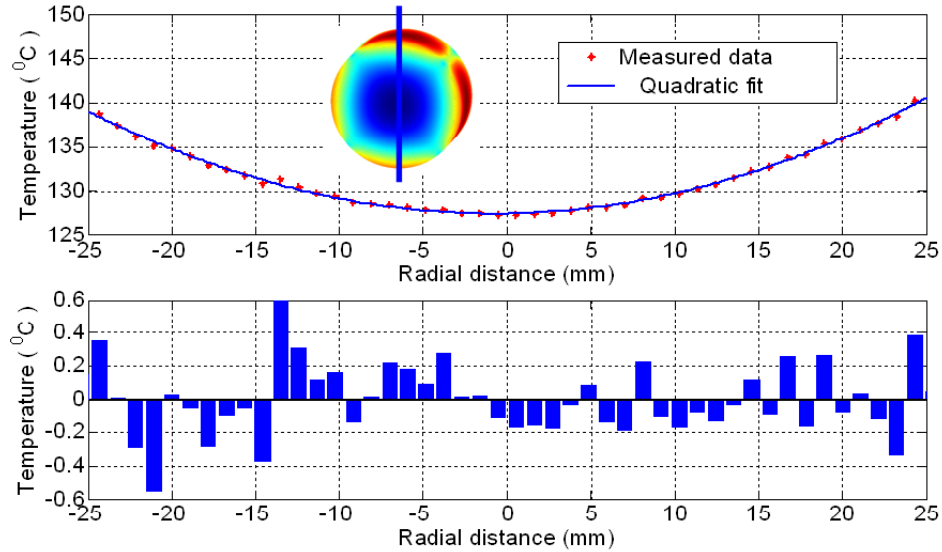 150
145
140
135
130
125
Temperature ( ⁰C )
Measured data
Quadratic fit
-25 -20 -15 -10 -5 0 5 10 15 20 25
Radial distance (mm)
0.6
0.4
0.2
0
-0.2
-0.4
-0.6
Temperature ( ⁰C )
-25 -20 -15 -10 -5 0 5 10 15 20 25
Radial distance (mm)